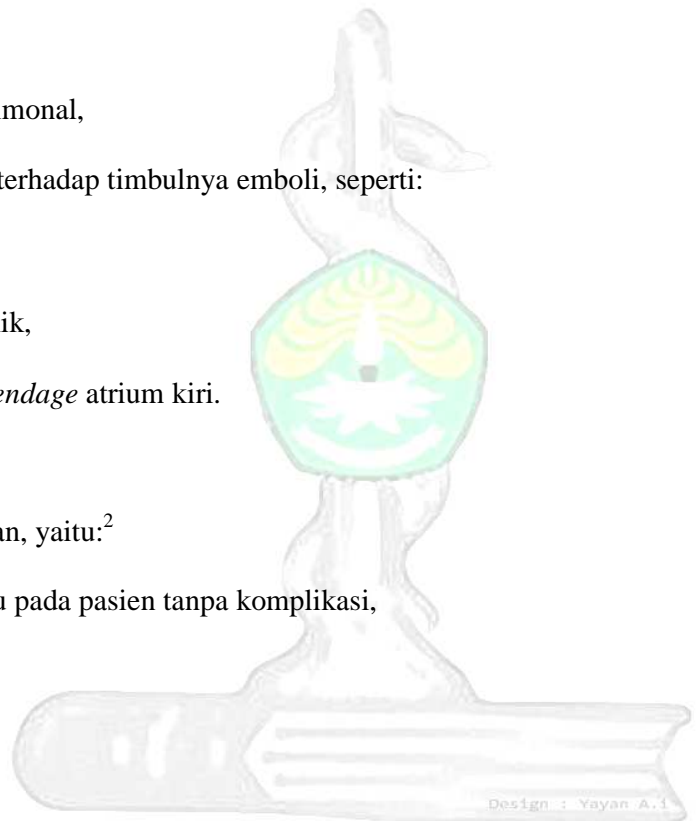 monal,
terhadap timbulnya emboli, seperti:
ik,
endage atrium kiri.
an, yaitu:²
u pada pasien tanpa komplikasi,
Design : Yayan A.i